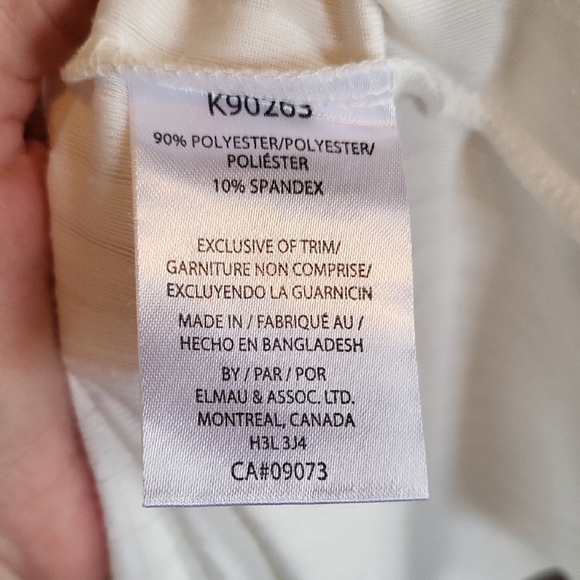 K90263
90% POLYESTER/POLYESTER/
POLIÉSTER
10% SPANDEX
EXCLUSIVE OF TRIM/
GARNITURE NON COMPRISE/
EXCLUYENDO LA GUARNICIN
MADE IN / FABRIQUÉ AU /
HECHO EN BANGLADESH
BY / PAR / POR
ELMAU & ASSOC. LTD.
MONTREAL, CANADA
H3L 3J4
CA#09073